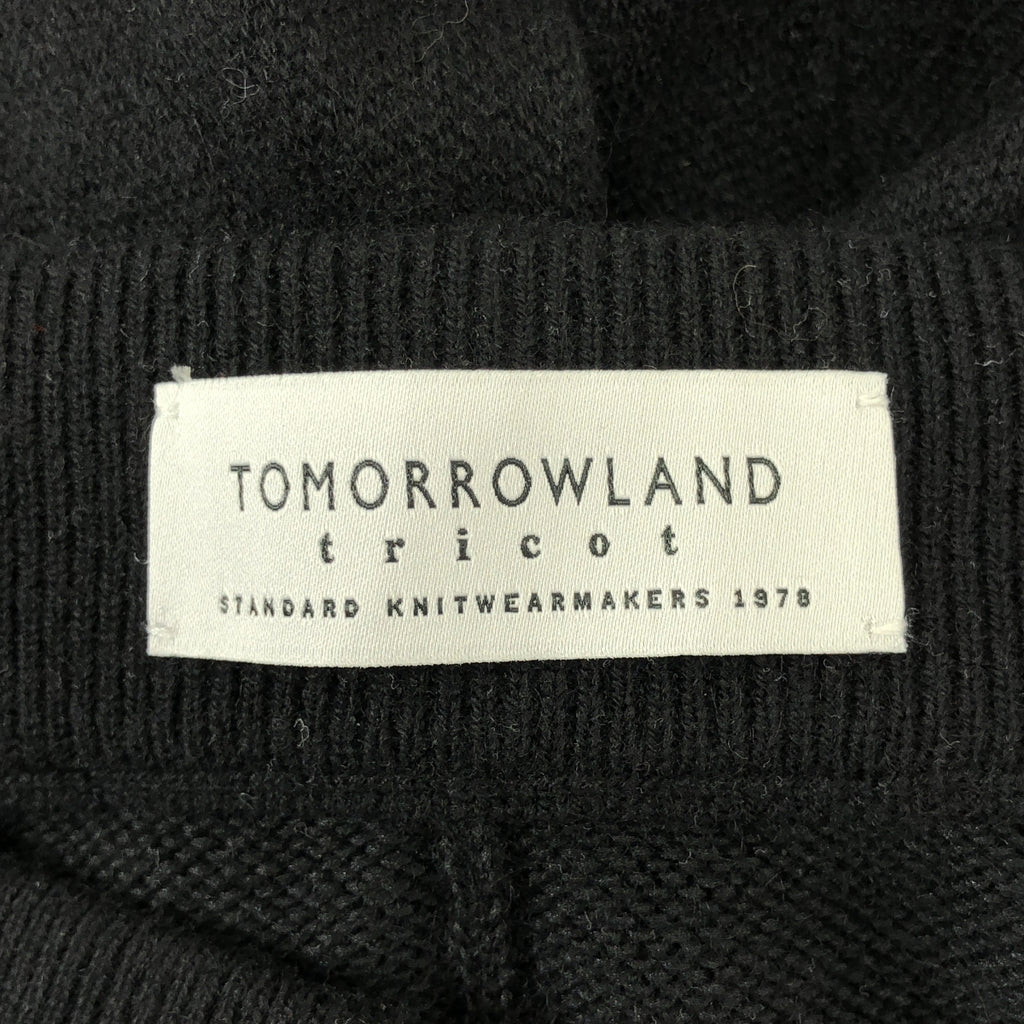 TOMORROWLAND
tricot
STANDARD KNITWEARMAKERS 1978